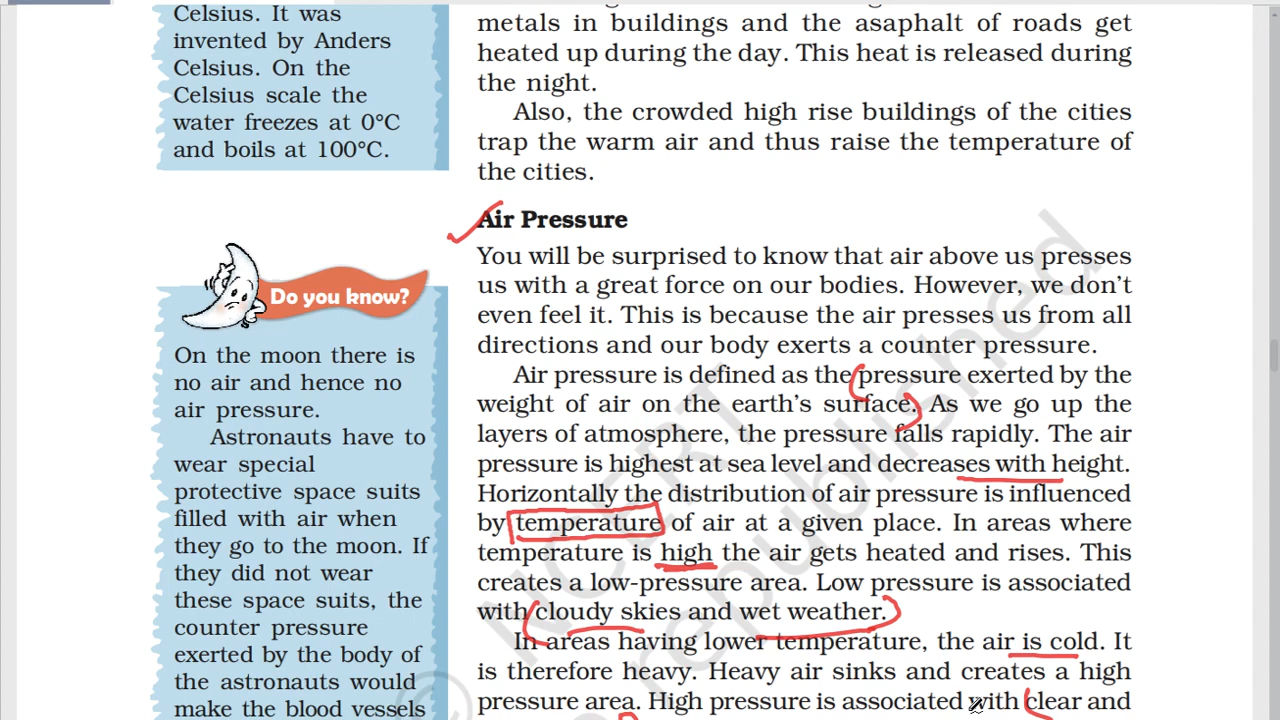 Celsius. It was
invented by Anders
Celsius. On the
Celsius scale the
water freezes at 0°C
and boils at 100°C.
Do you know?
On the moon there is
no air and hence no
air pressure.
Astronauts have to
wear special
protective space suits
filled with air when
they go to the moon. If
they did not wear
these space suits, the
counter pressure
exerted by the body of
the astronauts would
make the blood vessels
metals in buildings and the asaphalt of roads get
heated up during the day. This heat is released during
the night.
Also, the crowded high rise buildings of the cities
trap the warm air and thus raise the temperature of
the cities.
Air Pressure
You will be surprised to know that air above us presses
us with a great force on our bodies. However, we don't
even feel it. This is because the air presses us from all
directions and our body exerts a counter pressure.
Air pressure is defined as the pressure exerted by the
weight of air on the earth's surface. As we go up the
layers of atmosphere, the pressure falls rapidly. The air
pressure is highest at sea level and decreases with height.
Horizontally the distribution of air pressure is influenced
by temperature of air at a given place. In areas where
temperature is high the air gets heated and rises. This
creates a low-pressure area. Low pressure is associated
with cloudy skies and wet weather.
In areas having lower temperature, the air is cold. It
is therefore heavy. Heavy air sinks and creates a high
pressure area. High pressure is associated with clear and
© NCERT
republished